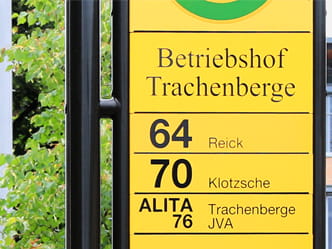 Betriebshof
Trachenberge
64 Reick
70 Klotzsche
ALITA Trachenberge
76 JVA